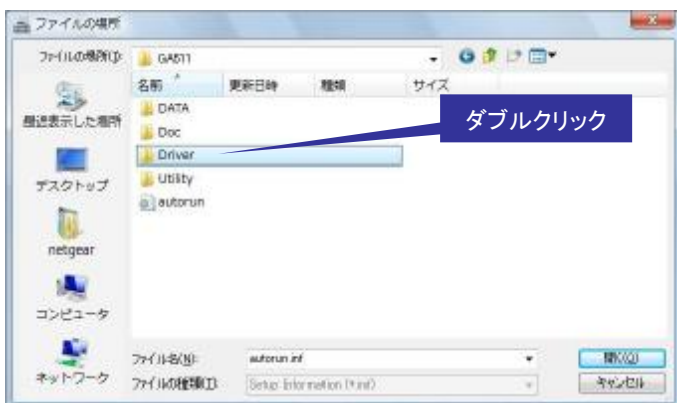 ファイルの場所
ファイルの場所(I): GA511
名前 更新日時 種類 サイズ
最近表示した場所
デスクトップ
netgear
コンピュータ
ネットワーク
DATA
Doc
Driver
Utility
autorun
ダブルクリック
ファイル名(N): autorun.inf
開く(O)
ファイルの種類(T): Setup Information (*.inf)
キャンセル